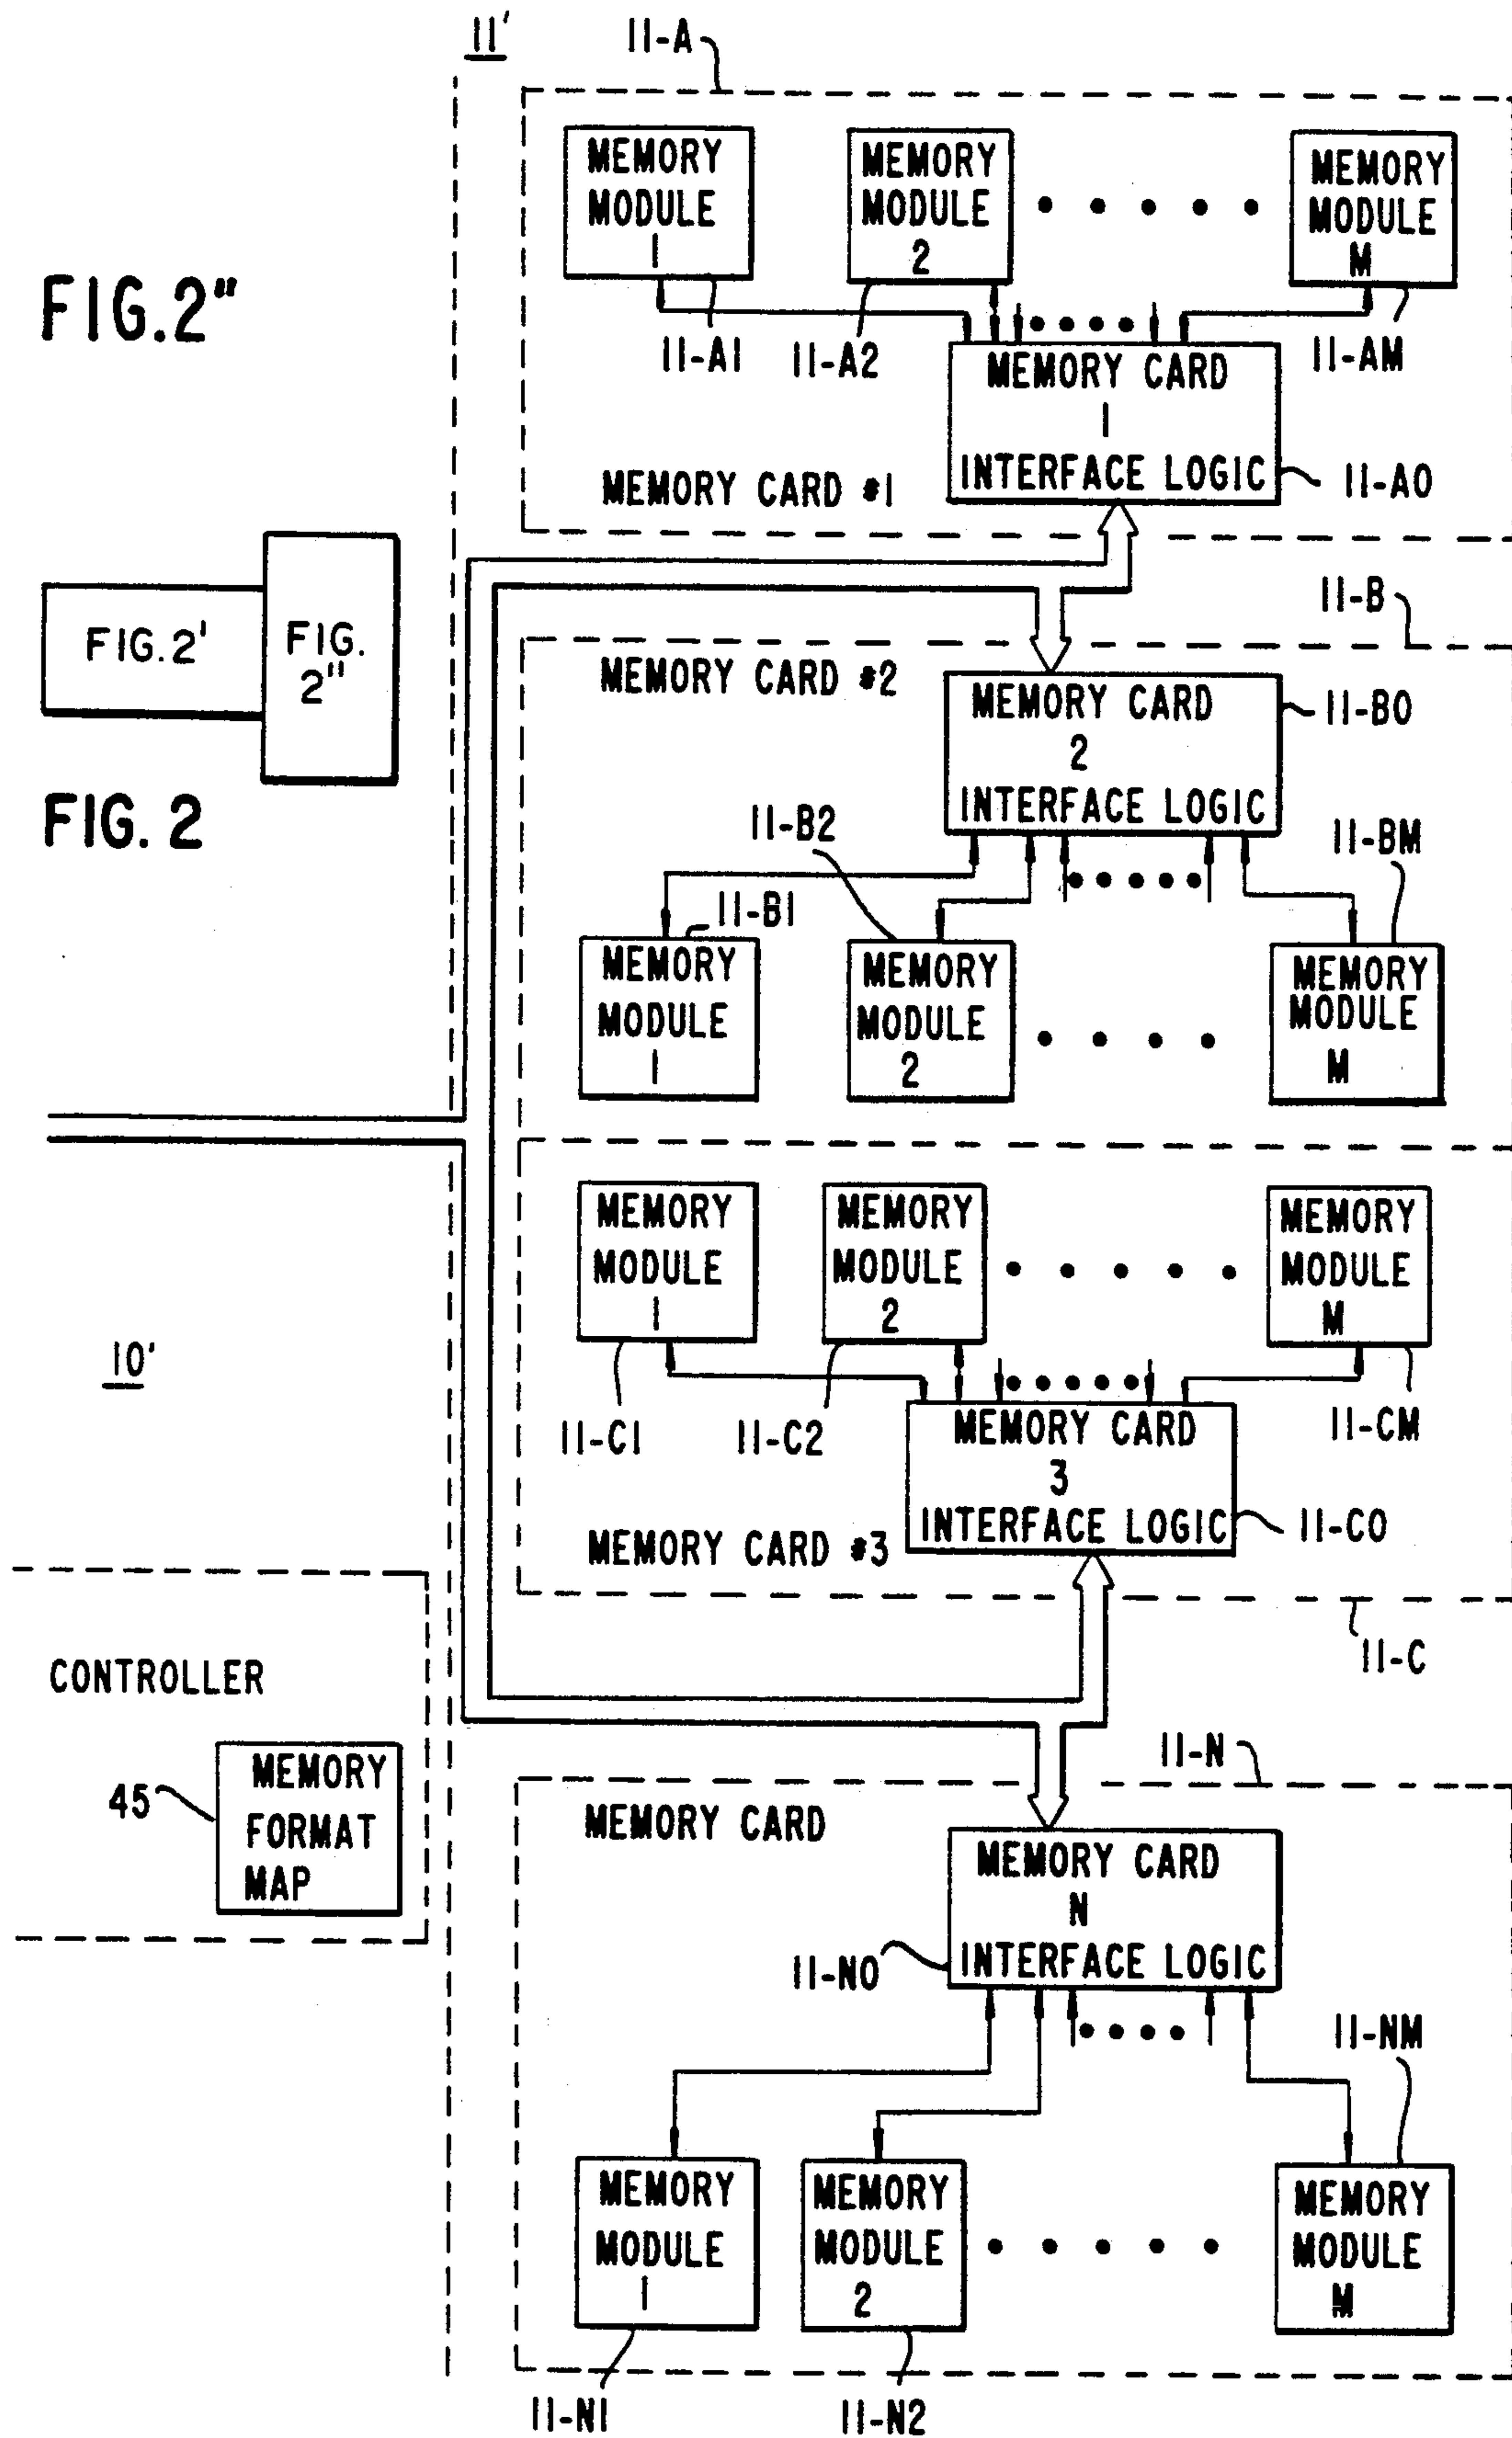 11'
11-A
MEMORY
MODULE
1
MEMORY
MODULE
2
MEMORY
MODULE
M
FIG.2"
11-A1
11-A2
11-AM
MEMORY CARD
1
INTERFACE LOGIC
MEMORY CARD #1
11-A0
11-B
FIG.2'
FIG.
2"
FIG. 2
MEMORY CARD #2
MEMORY CARD
2
INTERFACE LOGIC
11-B0
11-B2
11-BM
11-B1
MEMORY
MODULE
1
MEMORY
MODULE
2
MEMORY
MODULE
M
MEMORY
MODULE
1
MEMORY
MODULE
2
MEMORY
MODULE
M
10'
11-C1
11-C2
11-CM
MEMORY CARD
3
INTERFACE LOGIC
MEMORY CARD #3
11-C0
11-C
CONTROLLER
45
MEMORY
FORMAT
MAP
11-N
MEMORY CARD
MEMORY CARD
N
INTERFACE LOGIC
11-N0
11-NM
MEMORY
MODULE
1
MEMORY
MODULE
2
MEMORY
MODULE
M
11-N1
11-N2